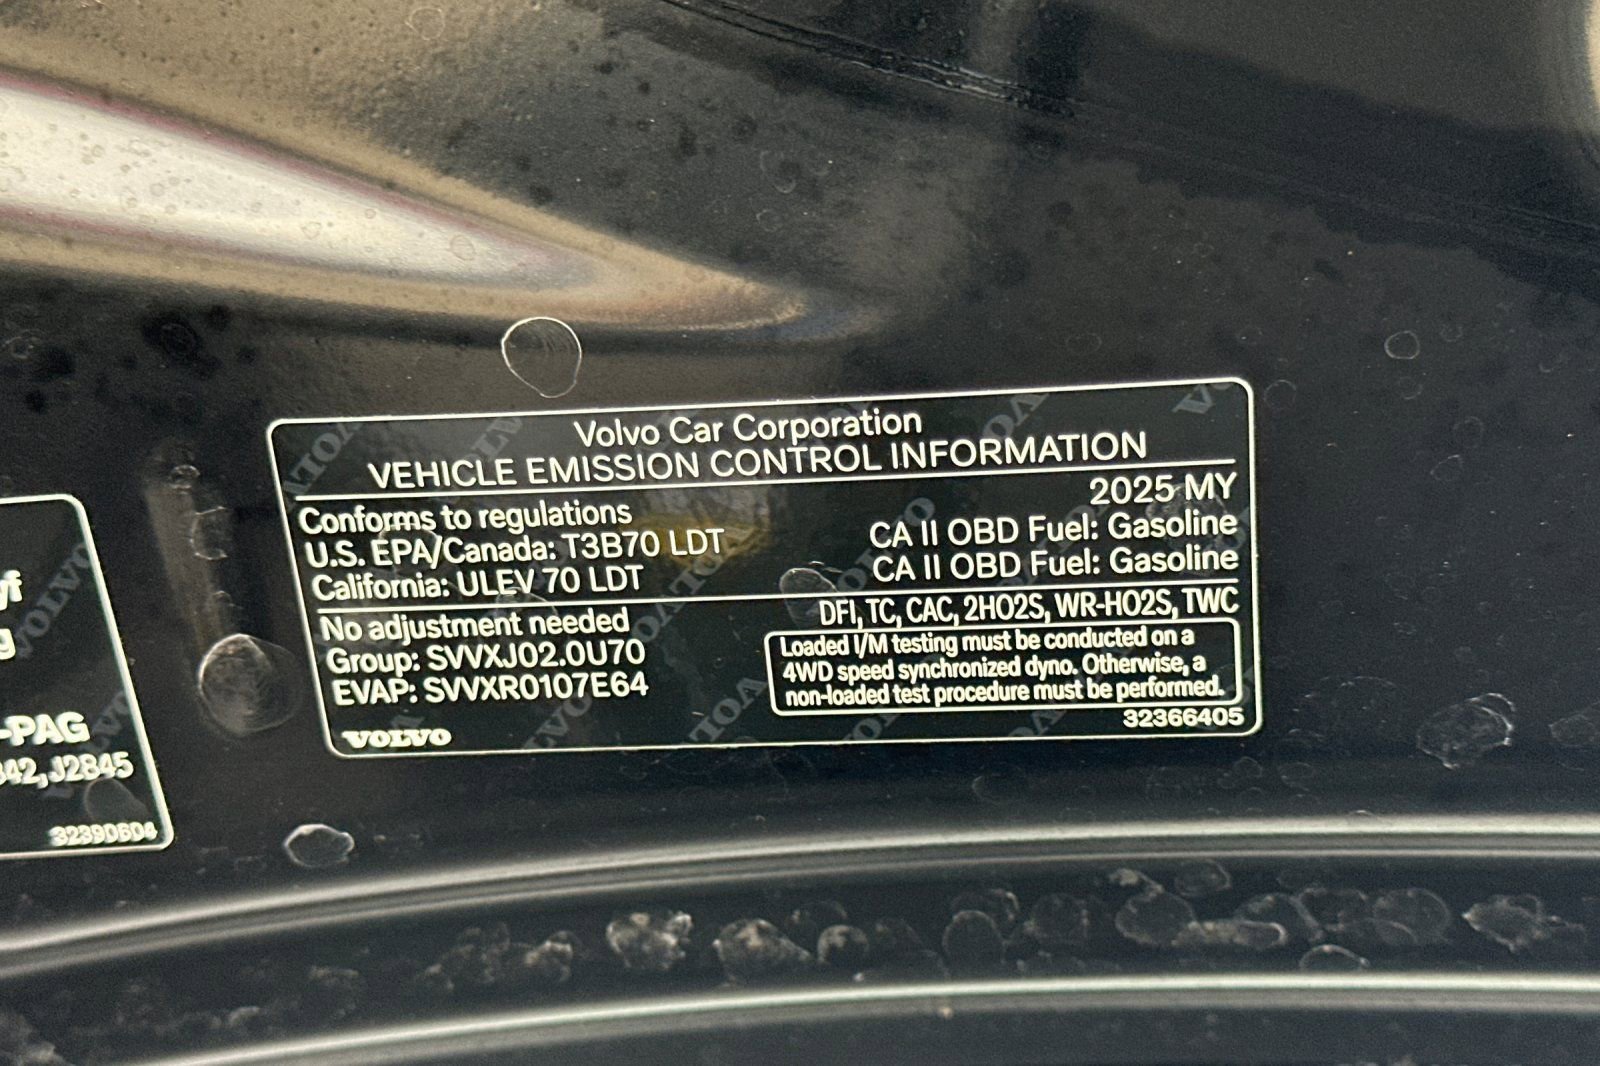 Volvo Car Corporation
VEHICLE EMISSION CONTROL INFORMATION
2025 MY
Conforms to regulations
U.S. EPA/Canada: T3B70 LDT CA II OBD Fuel: Gasoline
California: ULEV 70 LDT CA II OBD Fuel: Gasoline
No adjustment needed DFI, TC, CAC, 2HO2S, WR-HO2S, TWC
Group: SVVXJ02.0U70
EVAP: SVVXR0107E64
Loaded I/M testing must be conducted on a
4WD speed synchronized dyno. Otherwise, a
non-loaded test procedure must be performed.
VOLVO
32366405
yf
g
-PAG
J2845
32390604